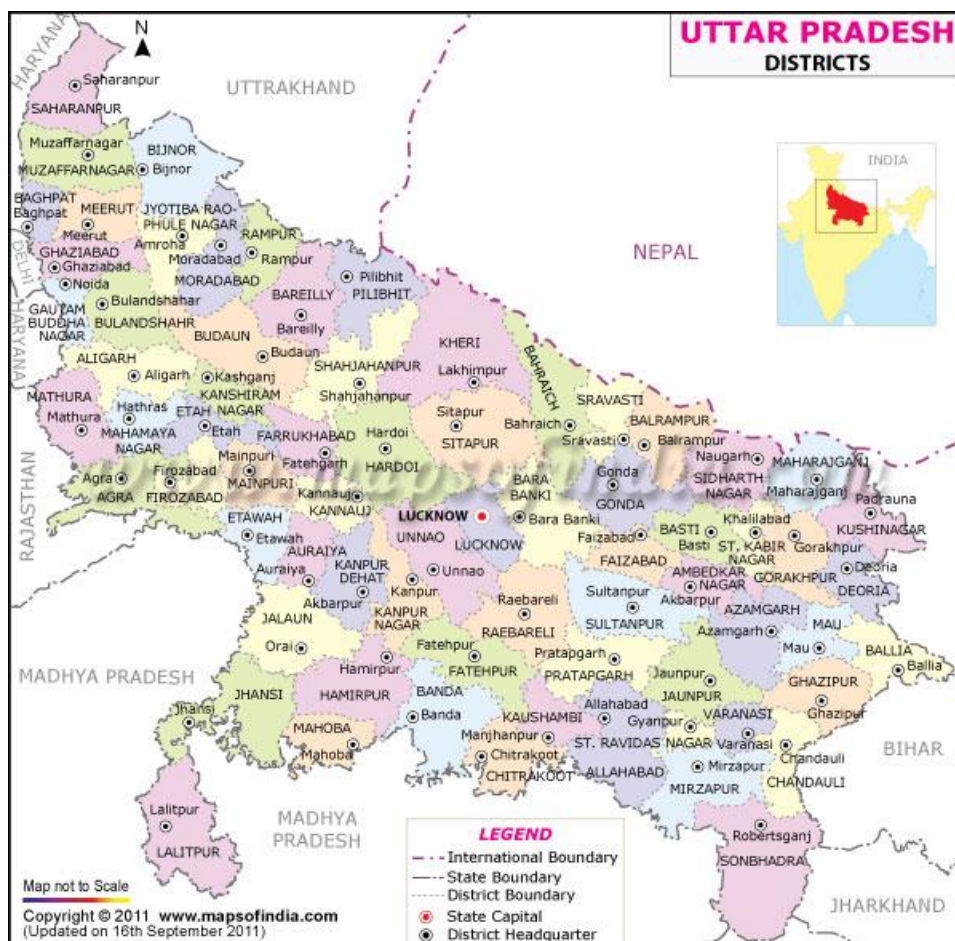 UTTAR PRADESH
DISTRICTS
N
HARYANA
UTTRAKHAND
INDIA
NEPAL
DELHI
HARYANA
RAJASTHAN
MADHYA PRADESH
MADHYA
PRADESH
BIHAR
JHARKHAND
Saharanpur
SAHARANPUR
Muzaffarnagar
MUZAFFARNAGAR
BIJNOR
Bijnor
BAGHPAT
Baghpat
MEERUT
Meerut
JYOTIBA RAO-
PHULE NAGAR
Amroha
Moradabad
MORADABAD
RAMPUR
Rampur
GHAZIABAD
Ghaziabad
Noida
GAUTAM
BUDDHA
NAGAR
Bulandshahar
BULANDSHAHR
BAREILLY
Bareilly
Pilibhit
PILIBHIT
BUDAUN
Budaun
ALIGARH
Aligarh
Kashganj
KANSHIRAM
NAGAR
SHAHJAHANPUR
Shahjahanpur
KHERI
Lakhimpur
BAHRAICH
Bahraich
SRAVASTI
Sravasti
BALRAMPUR
Balrampur
MATHURA
Mathura
Hathras
MAHAMAYA
NAGAR
ETAH
Etah
FARRUKHABAD
Fatehgarh
Hardoi
HARDOI
Sitapur
SITAPUR
Agra
AGRA
Firozabad
FIROZABAD
Mainpuri
MAINPURI
Kannauj
KANNAUJ
BARA
BANKI
Bara Banki
Gonda
GONDA
Naugarh
SIDHARTH
NAGAR
MAHARAJGANJ
Maharajganj
Padrauna
KUSHINAGAR
ETAWAH
Etawah
AURAIYA
Auraiya
KANPUR
DEHAT
Akbarpur
LUCKNOW
LUCKNOW
UNNAO
Unnao
Kanpur
KANPUR
NAGAR
Faizabad
FAIZABAD
BASTI
Basti
Khalilabad
ST. KABIR
NAGAR
Gorakhpur
GORAKHPUR
Deoria
DEORIA
AMBEDKAR
NAGAR
Akbarpur
AZAMGARH
Azamgarh
Raebareli
RAEBARELI
Sultanpur
SULTANPUR
MAU
Mau
BALLIA
Ballia
JALAUN
Orai
Hamirpur
HAMIRPUR
Fatehpur
FATEHPUR
Pratapgarh
PRATAPGARH
Jaunpur
JAUNPUR
GHAZIPUR
Ghazipur
JHANSI
Jhansi
MAHOBA
Mahoba
BANDA
Banda
KAUSHAMBI
Manjhanpur
Chitrakoot
CHITRAKOOT
Allahabad
ALLAHABAD
Gyanpur
ST. RAVIDAS NAGAR
VARANASI
Varanasi
Chandauli
CHANDAULI
Mirzapur
MIRZAPUR
Robertsganj
SONBHADRA
Lalitpur
LALITPUR
LEGEND
International Boundary
State Boundary
District Boundary
State Capital
District Headquarter
Map not to Scale
Copyright © 2011 www.mapsofindia.com
(Updated on 16th September 2011)